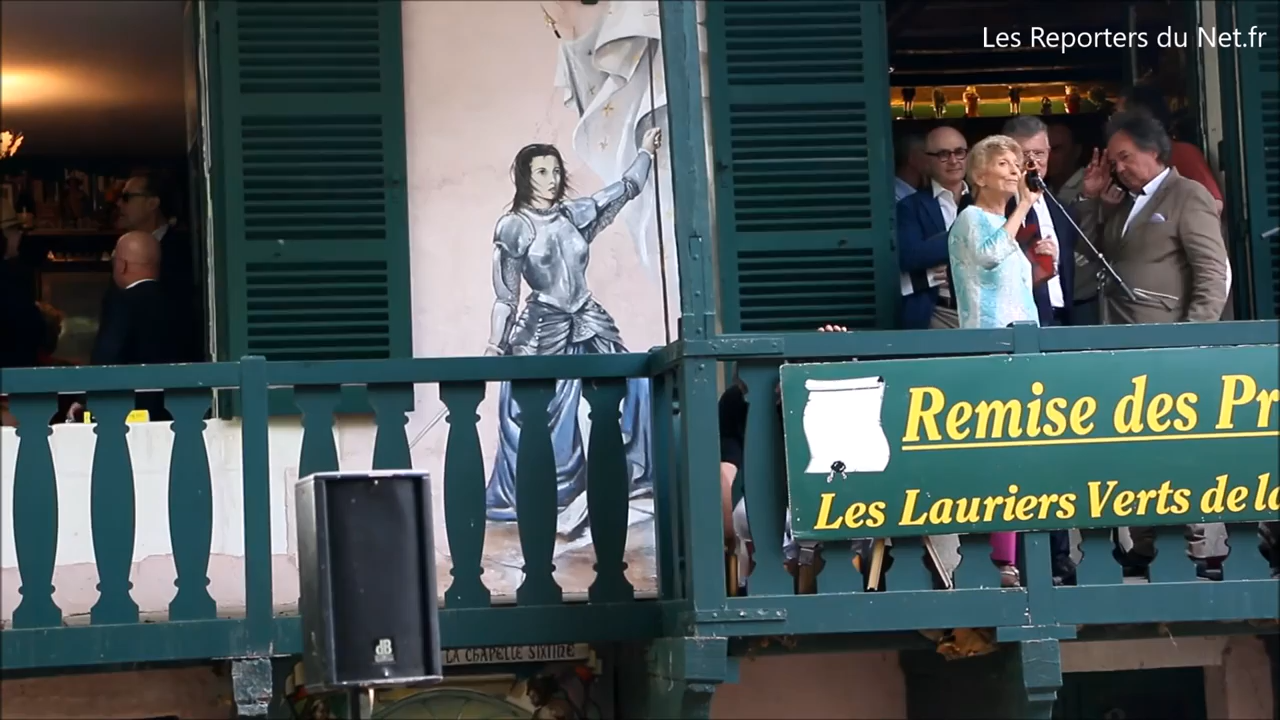 Les Reporters du Net.fr
Remise des Pr
Les Lauriers Verts de la
dB
LA CHAPELLE SIXTINE